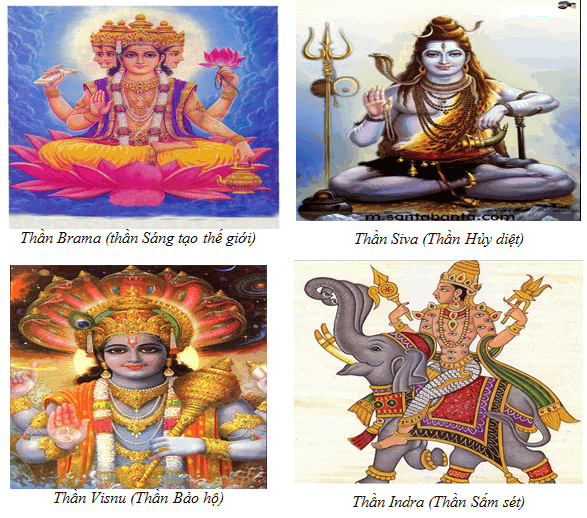 m.santabanta.com
Thần Brama (thần Sáng tạo thế giới)
Thần Siva (Thần Hủy diệt)
Thần Visnu (Thần Bảo hộ)
Thần Indra (Thần Sấm sét)